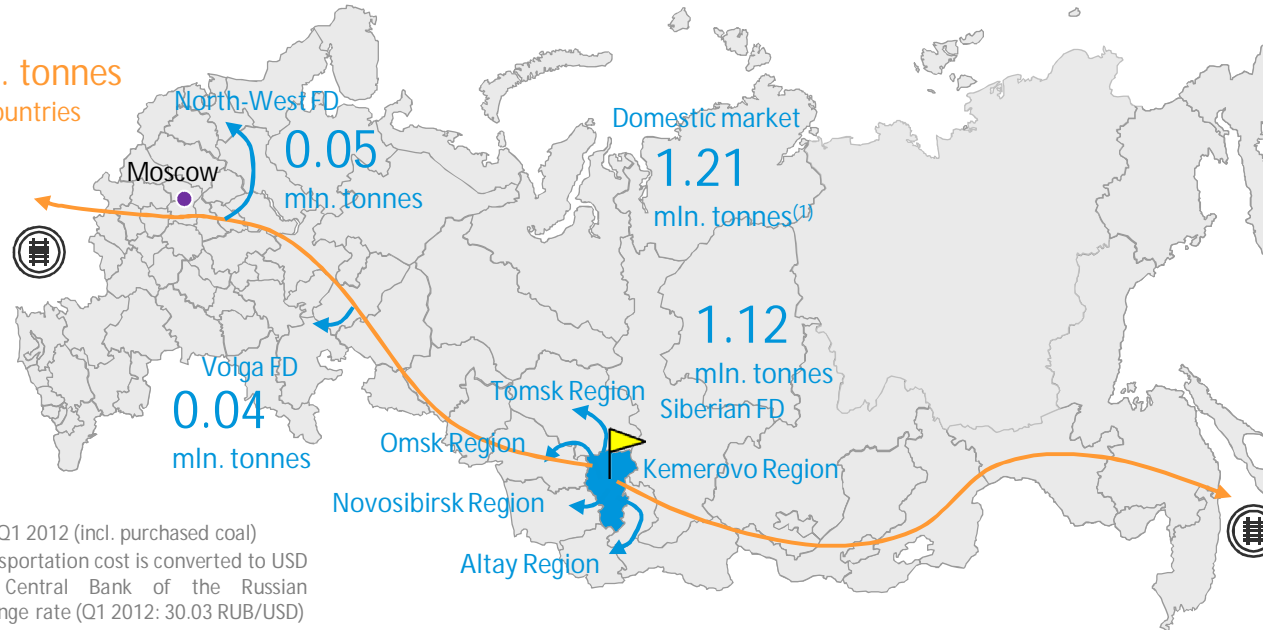 . tonnes
ountries
North-West FD
0.05
mln. tonnes
Moscow
Domestic market
1.21
mln. tonnes(1)
1.12
mln. tonnes
Siberian FD
Volga FD
0.04
mln. tonnes
Tomsk Region
Omsk Region
Kemerovo Region
Novosibirsk Region
Altay Region
Q1 2012 (incl. purchased coal)
sportation cost is converted to USD
Central Bank of the Russian
nge rate (Q1 2012: 30.03 RUB/USD)